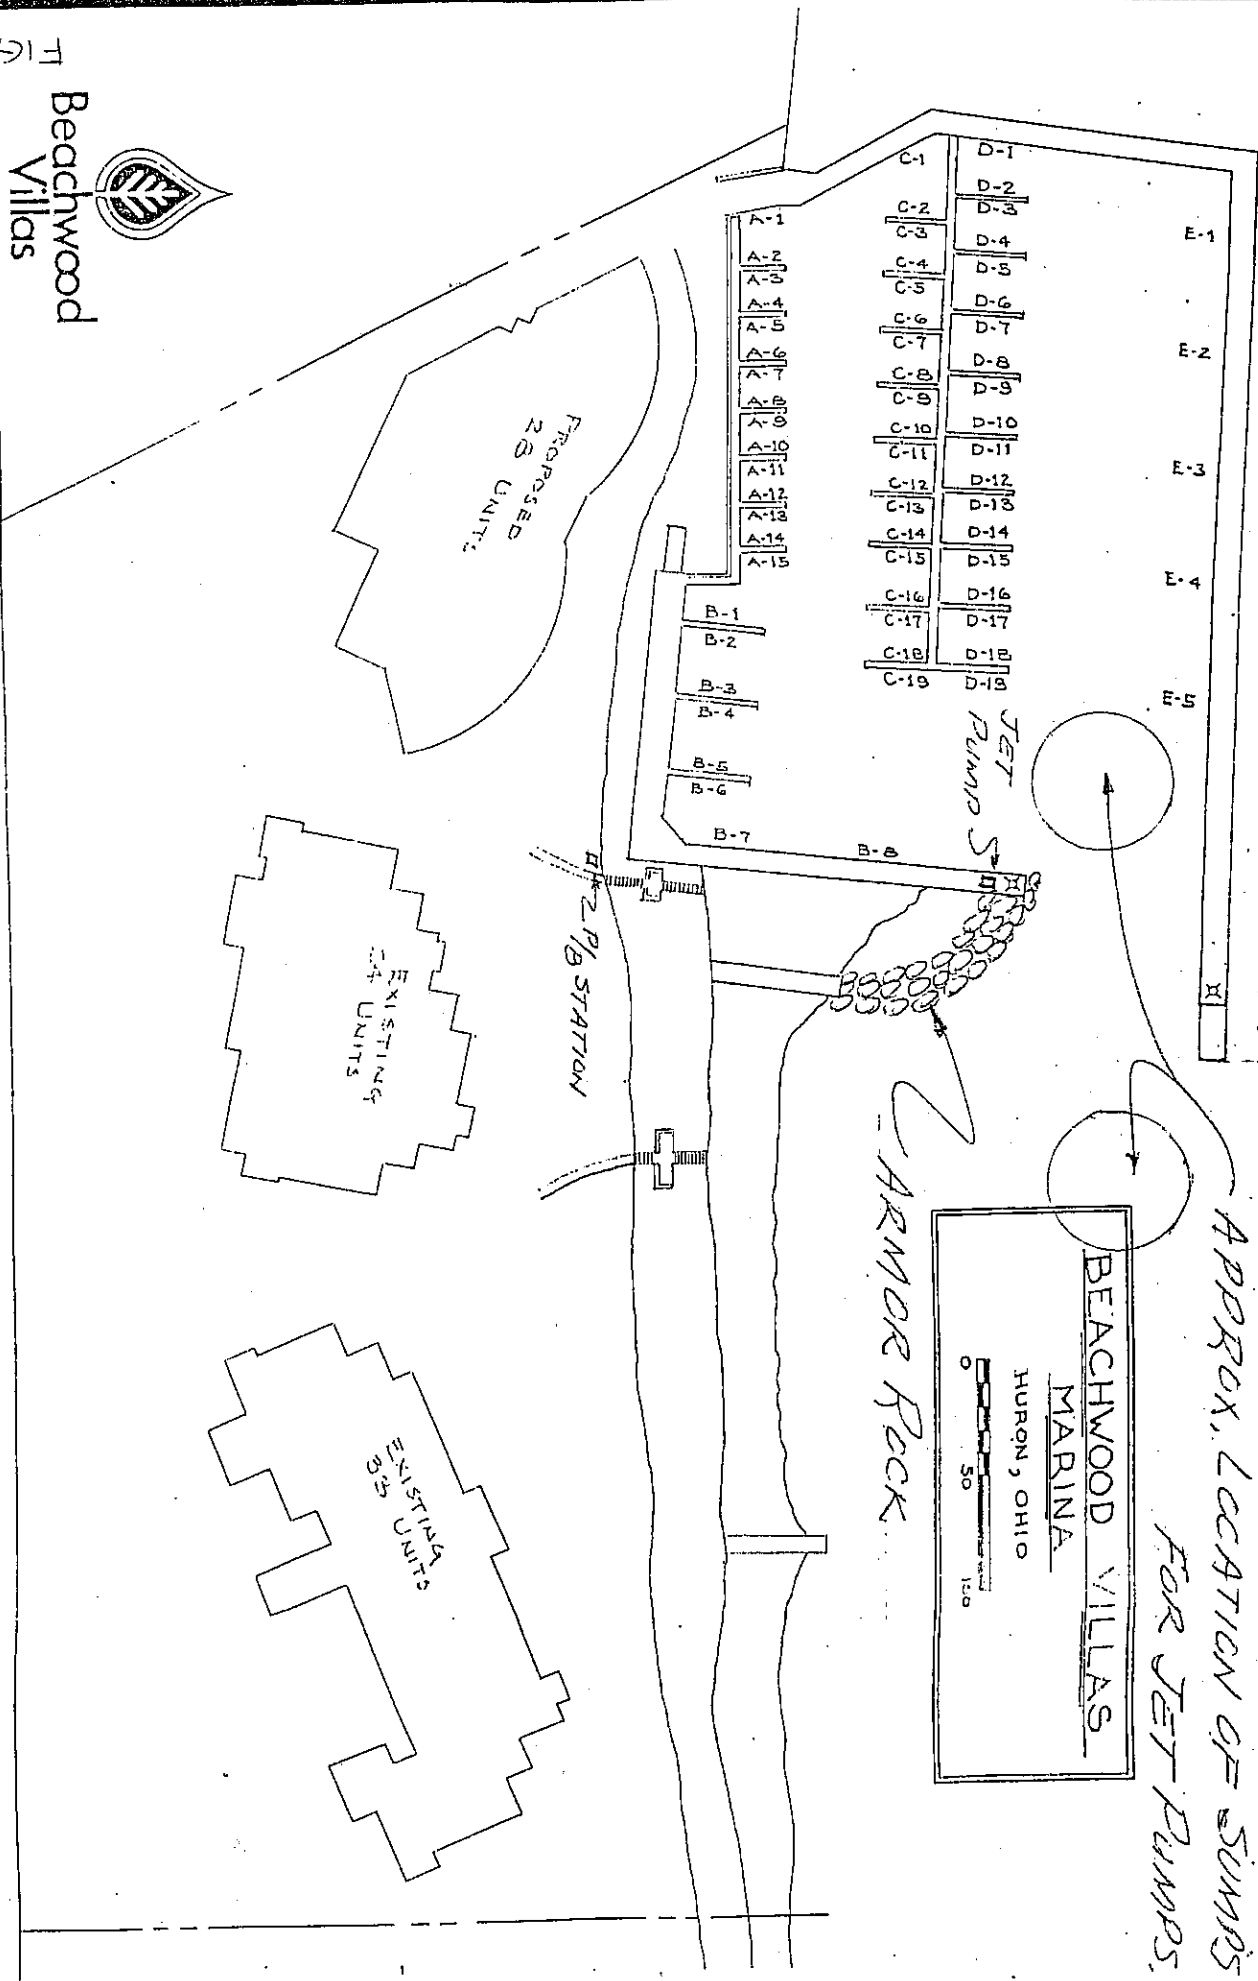 FIG
Beachwood
Villas
A-1
A-2
A-3
A-4
A-5
A-6
A-7
A-8
A-9
A-10
A-11
A-12
A-13
A-14
A-15
B-1
B-2
B-3
B-4
B-5
B-6
B-7
B-8
C-1
C-2
C-3
C-4
C-5
C-6
C-7
C-8
C-9
C-10
C-11
C-12
C-13
C-14
C-15
C-16
C-17
C-18
C-19
D-1
D-2
D-3
D-4
D-5
D-6
D-7
D-8
D-9
D-10
D-11
D-12
D-13
D-14
D-15
D-16
D-17
D-18
D-19
E-1
E-2
E-3
E-4
E-5
PROPOSED
28 UNITS
EXISTING
UNITS
EXISTING
33 UNITS
JET
PUMPS
P/B STATION
ARMOR ROCK
APPROX. LOCATION OF SUMPS
FOR JET PUMPS.
BEACHWOOD VILLAS
MARINA
HURON, OHIO
0 50 100